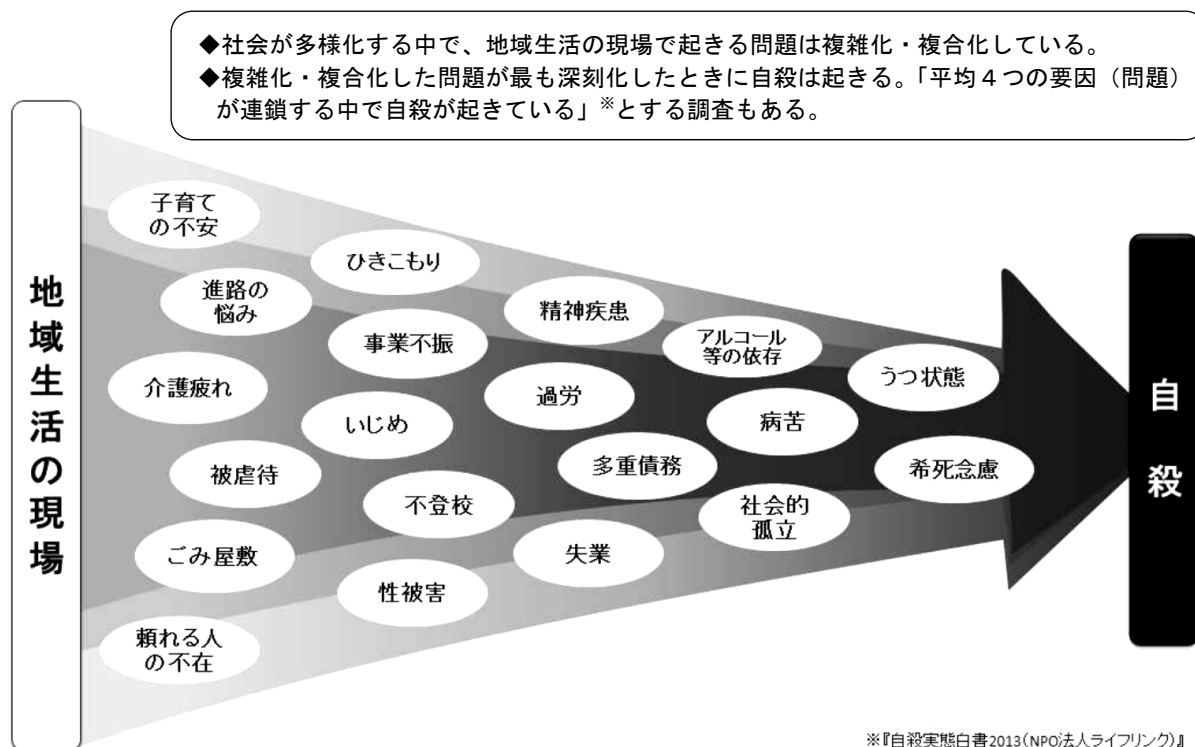 ◆社会が多様化する中で、地域生活の現場で起きる問題は複雑化・複合化している。
◆複雑化・複合化した問題が最も深刻化したときに自殺は起きる。「平均４つの要因（問題）
が連鎖する中で自殺が起きている」※とする調査もある。
地域生活の現場
子育て
の不安
ひきこもり
進路の
悩み
精神疾患
事業不振
アルコール
等の依存
うつ状態
介護疲れ
過労
いじめ
病苦
被虐待
多重債務
希死念慮
不登校
社会的
孤立
ごみ屋敷
失業
性被害
頼れる人
の不在
自殺
※『自殺実態白書2013（NPO法人ライフリンク）』